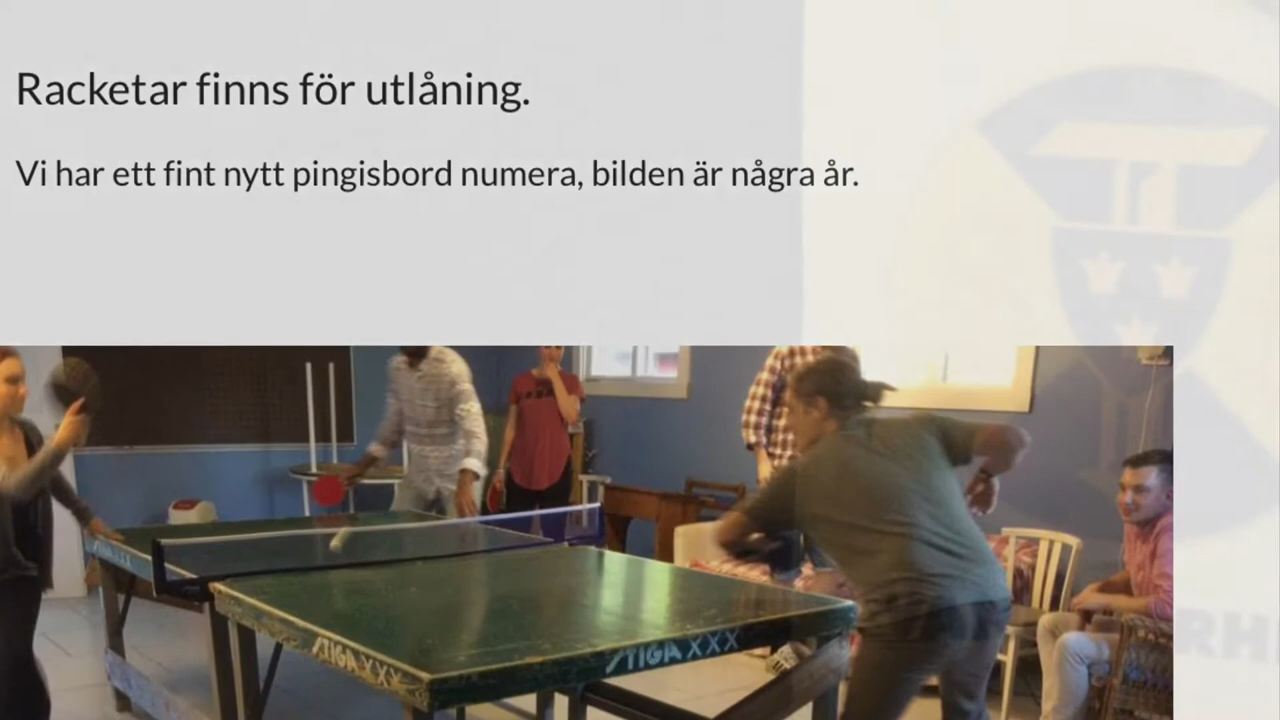 Racketar finns för utlåning.
Vi har ett fint nytt pingisbord numera, bilden är några år.
STIGA XXX
STIGA XXX
RH